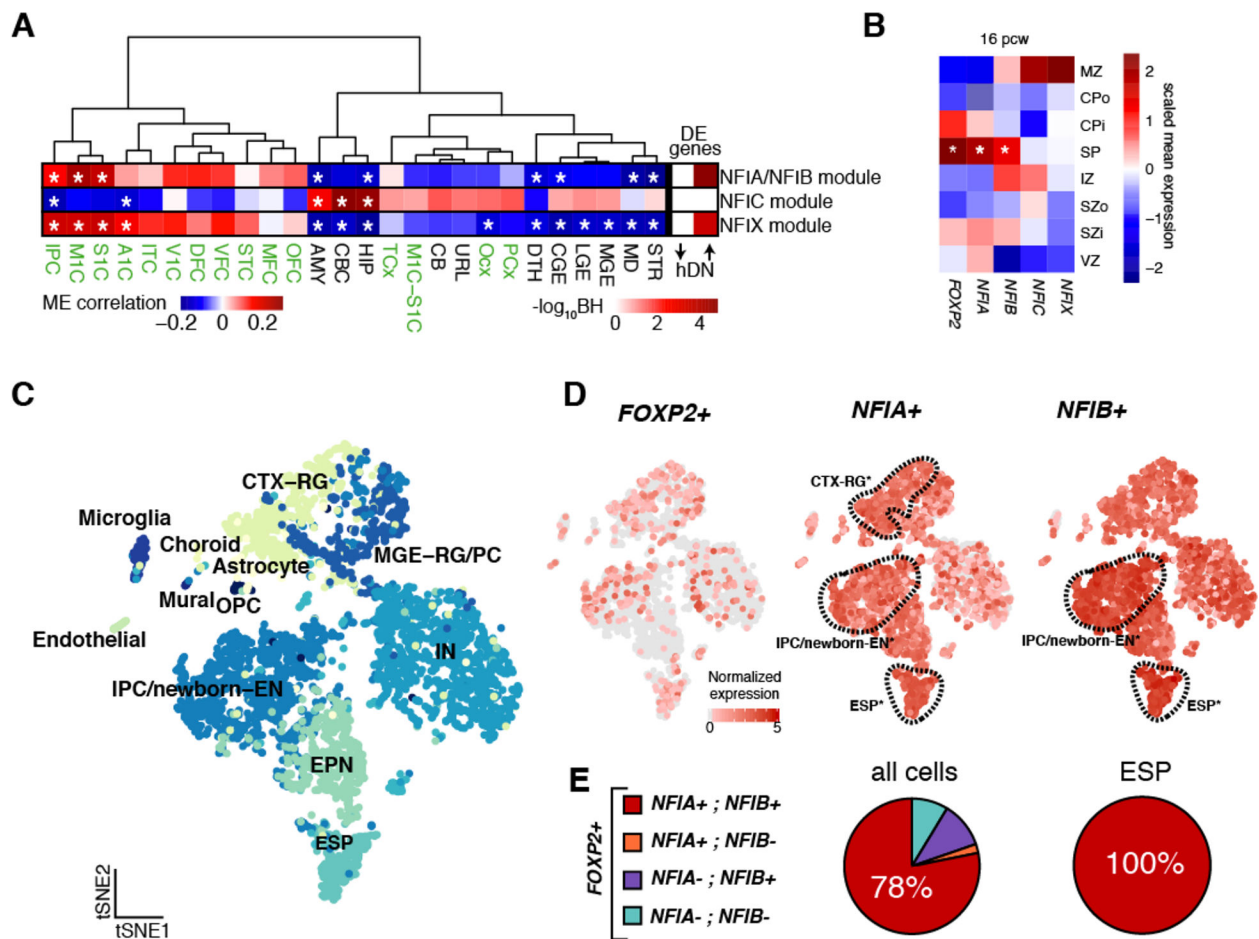 A
DE
genes
* * * * * * * * *
NFIA/NFIB module
* * * * *
NFIC module
* * * * * * * * * * * * * *
NFIX module
IPC M1C S1C A1C ITC V1C DFC VFC STC MFC OFC AMY CBC HIP TCx M1C-S1C CB URL Ocx PCx DTH CGE LGE MGE MD STR
↓ hDN ↑
ME correlation
−0.2 0 0.2
-log10BH
0 2 4
B
16 pcw
MZ
CPo
CPi
* * * SP
IZ
SZo
SZi
VZ
FOXP2 NFIA NFIB NFIC NFIX
2
1
0
−1
−2
scaled mean expression
C
CTX−RG
Microglia
Choroid
Astrocyte
MGE−RG/PC
Mural
OPC
Endothelial
IN
IPC/newborn−EN
EPN
ESP
tSNE2
tSNE1
D
FOXP2+ NFIA+ NFIB+
CTX-RG*
IPC/newborn-EN*
IPC/newborn-EN*
ESP*
ESP*
Normalized
expression
0 5
E
all cells ESP
FOXP2+
NFIA+ ; NFIB+
NFIA+ ; NFIB-
NFIA- ; NFIB+
NFIA- ; NFIB-
78%
100%